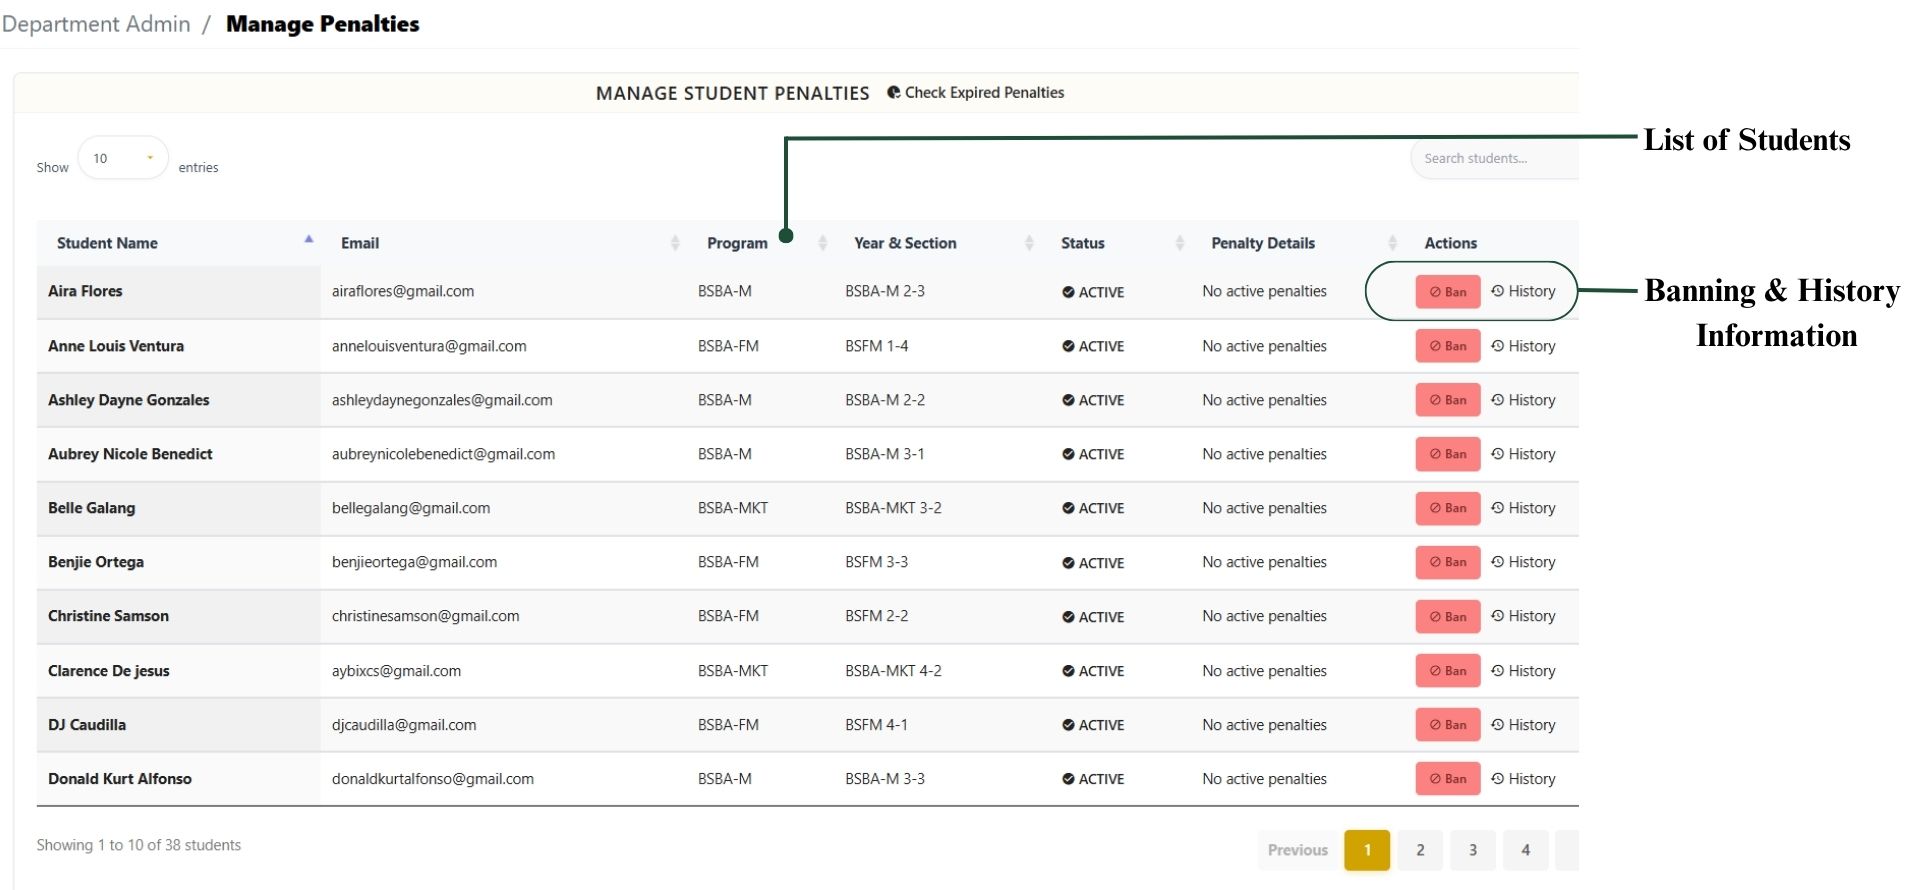 Department Admin / Manage Penalties
MANAGE STUDENT PENALTIES Check Expired Penalties
Show 10 entries
Search students...
List of Students
Student Name Email Program Year & Section Status Penalty Details Actions
Aira Flores airaflores@gmail.com BSBA-M BSBA-M 2-3 ACTIVE No active penalties Ban History
Banning & History
Information
Anne Louis Ventura annelouisventura@gmail.com BSBA-FM BSFM 1-4 ACTIVE No active penalties Ban History
Ashley Dayne Gonzales ashleydaynegonzales@gmail.com BSBA-M BSBA-M 2-2 ACTIVE No active penalties Ban History
Aubrey Nicole Benedict aubreynicolebenedict@gmail.com BSBA-M BSBA-M 3-1 ACTIVE No active penalties Ban History
Belle Galang bellegalang@gmail.com BSBA-MKT BSBA-MKT 3-2 ACTIVE No active penalties Ban History
Benjie Ortega benjieortega@gmail.com BSBA-FM BSFM 3-3 ACTIVE No active penalties Ban History
Christine Samson christinesamson@gmail.com BSBA-FM BSFM 2-2 ACTIVE No active penalties Ban History
Clarence De jesus aybixcs@gmail.com BSBA-MKT BSBA-MKT 4-2 ACTIVE No active penalties Ban History
DJ Caudilla djcaudilla@gmail.com BSBA-FM BSFM 4-1 ACTIVE No active penalties Ban History
Donald Kurt Alfonso donaldkurtalfonso@gmail.com BSBA-M BSBA-M 3-3 ACTIVE No active penalties Ban History
Showing 1 to 10 of 38 students
Previous 1 2 3 4